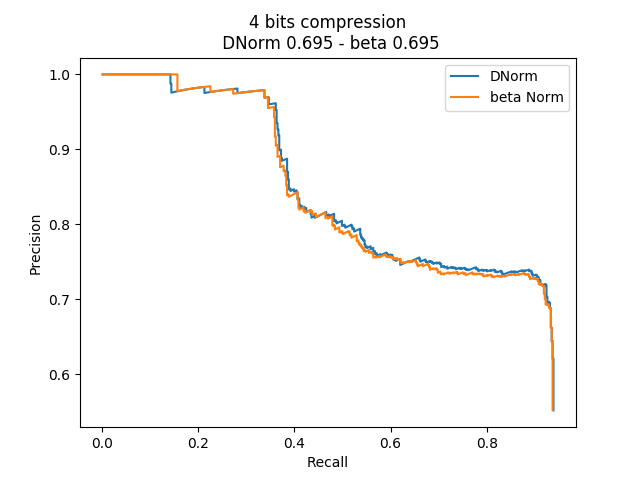 4 bits compression
DNorm 0.695 - beta 0.695
DNorm
beta Norm
1.0
0.9
0.8
0.7
0.6
Precision
0.0 0.2 0.4 0.6 0.8
Recall